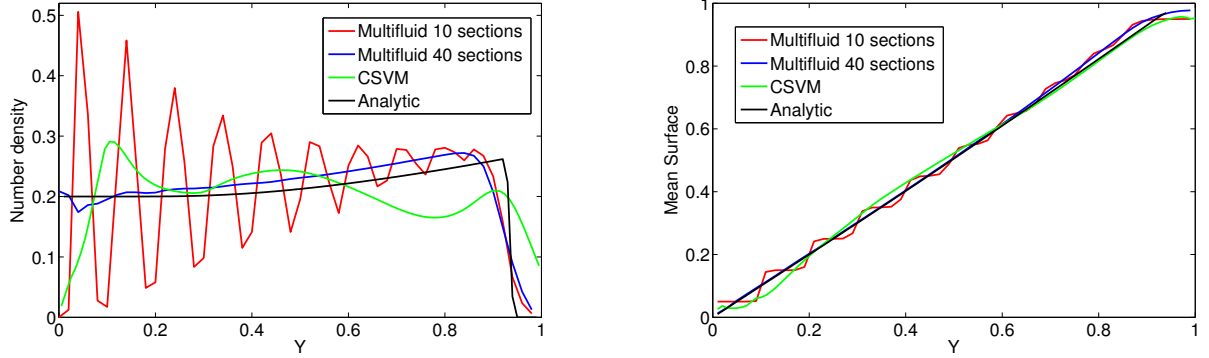 0.5
0.4
0.3
0.2
0.1
0
0
0.2
0.4
0.6
0.8
1
Number density
Y
Multifluid 10 sections
Multifluid 40 sections
CSVM
Analytic
1
0.8
0.6
0.4
0.2
0
0
0.2
0.4
0.6
0.8
1
Mean Surface
Y
Multifluid 10 sections
Multifluid 40 sections
CSVM
Analytic